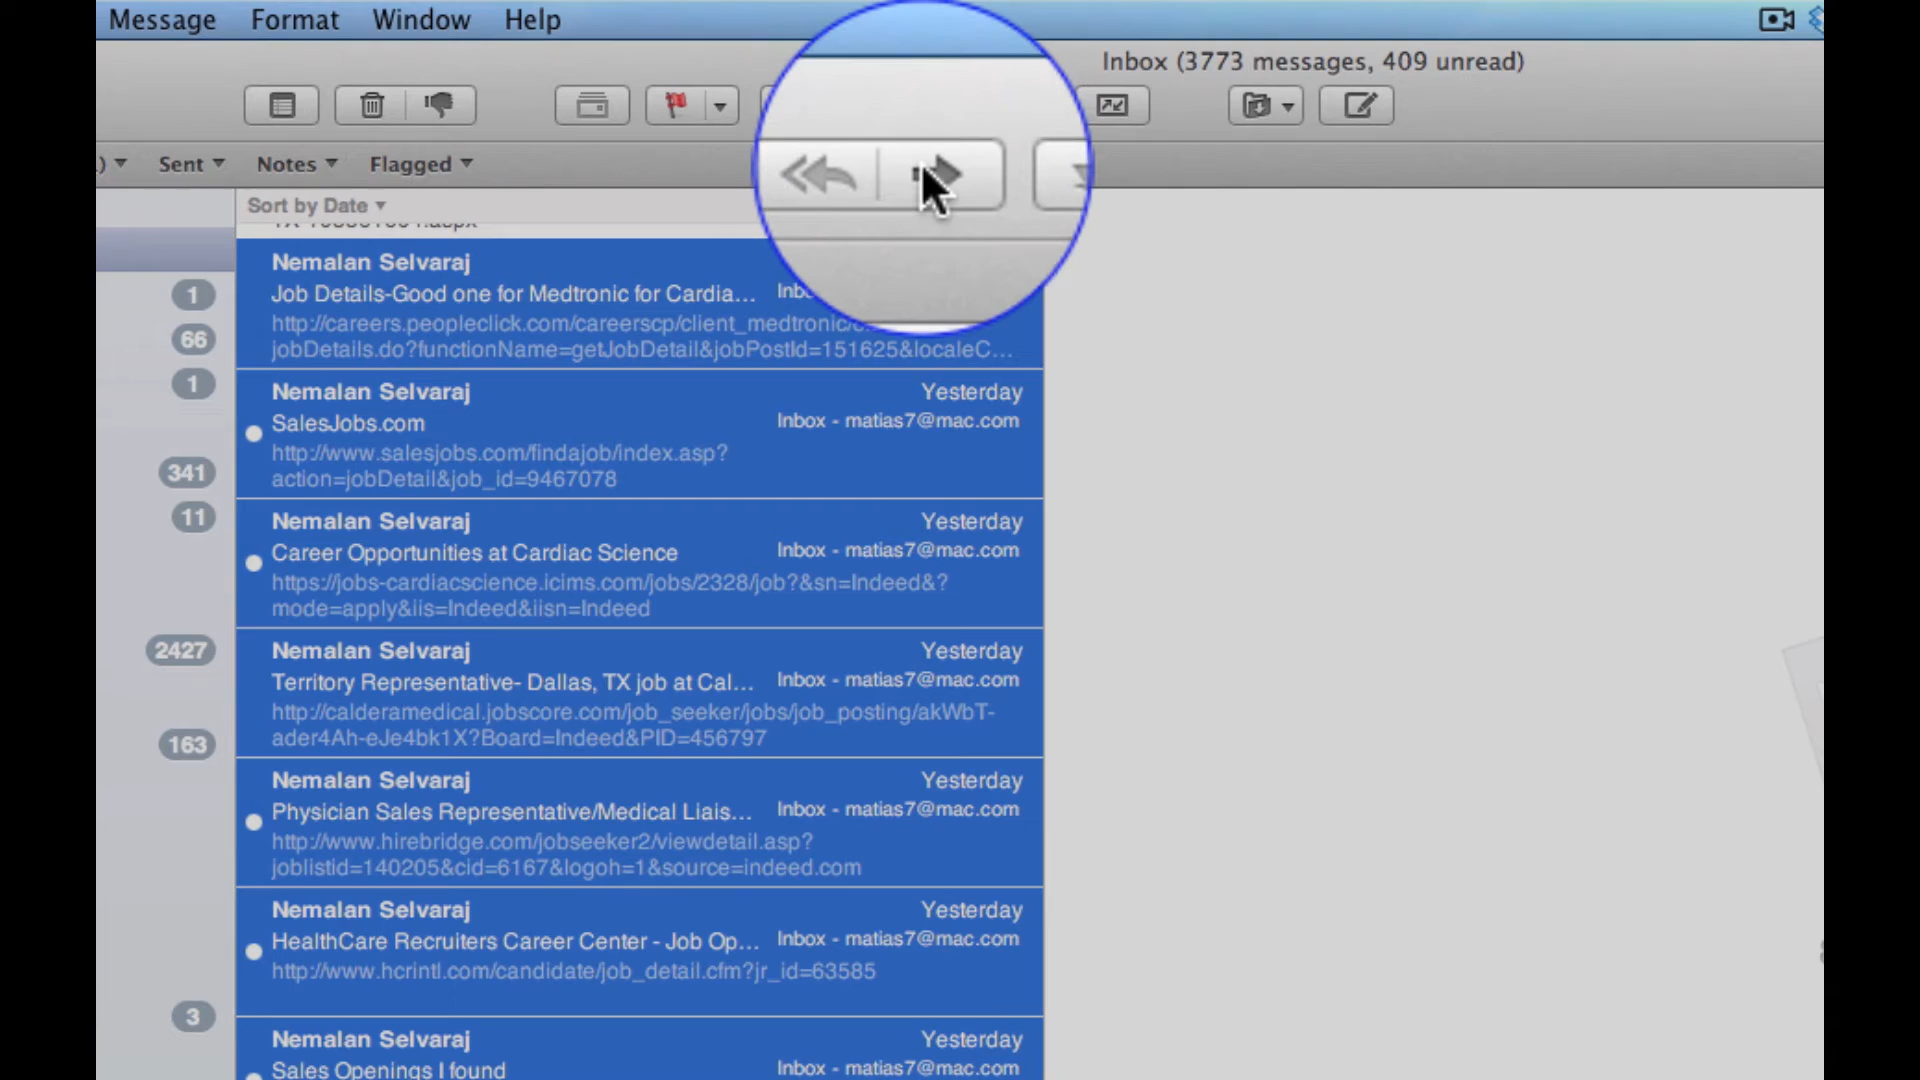 Message Format Window Help
Inbox (3773 messages, 409 unread)
) Sent Notes Flagged
Sort by Date
Nemalan Selvaraj
Job Details-Good one for Medtronic for Cardia...
http://careers.peopleclick.com/careerscp/client_medtronic/
jobDetails.do?functionName=getJobDetail&jobPostId=151625&localeC...
1
66
Nemalan Selvaraj Yesterday
SalesJobs.com Inbox - matias7@mac.com
http://www.salesjobs.com/findajob/index.asp?
action=jobDetail&job_id=9467078
1
341
Nemalan Selvaraj Yesterday
Career Opportunities at Cardiac Science Inbox - matias7@mac.com
https://jobs-cardiacscience.icims.com/jobs/2328/job?&sn=Indeed&?
mode=apply&iis=Indeed&iisn=Indeed
11
Nemalan Selvaraj Yesterday
Territory Representative- Dallas, TX job at Cal... Inbox - matias7@mac.com
http://calderamedical.jobscore.com/job_seeker/jobs/job_posting/akWbT-
ader4Ah-eJe4bk1X?Board=Indeed&PID=456797
2427
163
Nemalan Selvaraj Yesterday
Physician Sales Representative/Medical Liais... Inbox - matias7@mac.com
http://www.hirebridge.com/jobseeker2/viewdetail.asp?
joblistid=140205&cid=6167&logoh=1&source=indeed.com
Nemalan Selvaraj Yesterday
HealthCare Recruiters Career Center - Job Op... Inbox - matias7@mac.com
http://www.hcrintl.com/candidate/job_detail.cfm?jr_id=63585
3
Nemalan Selvaraj Yesterday
Sales Openings I found Inbox - matias7@mac.com